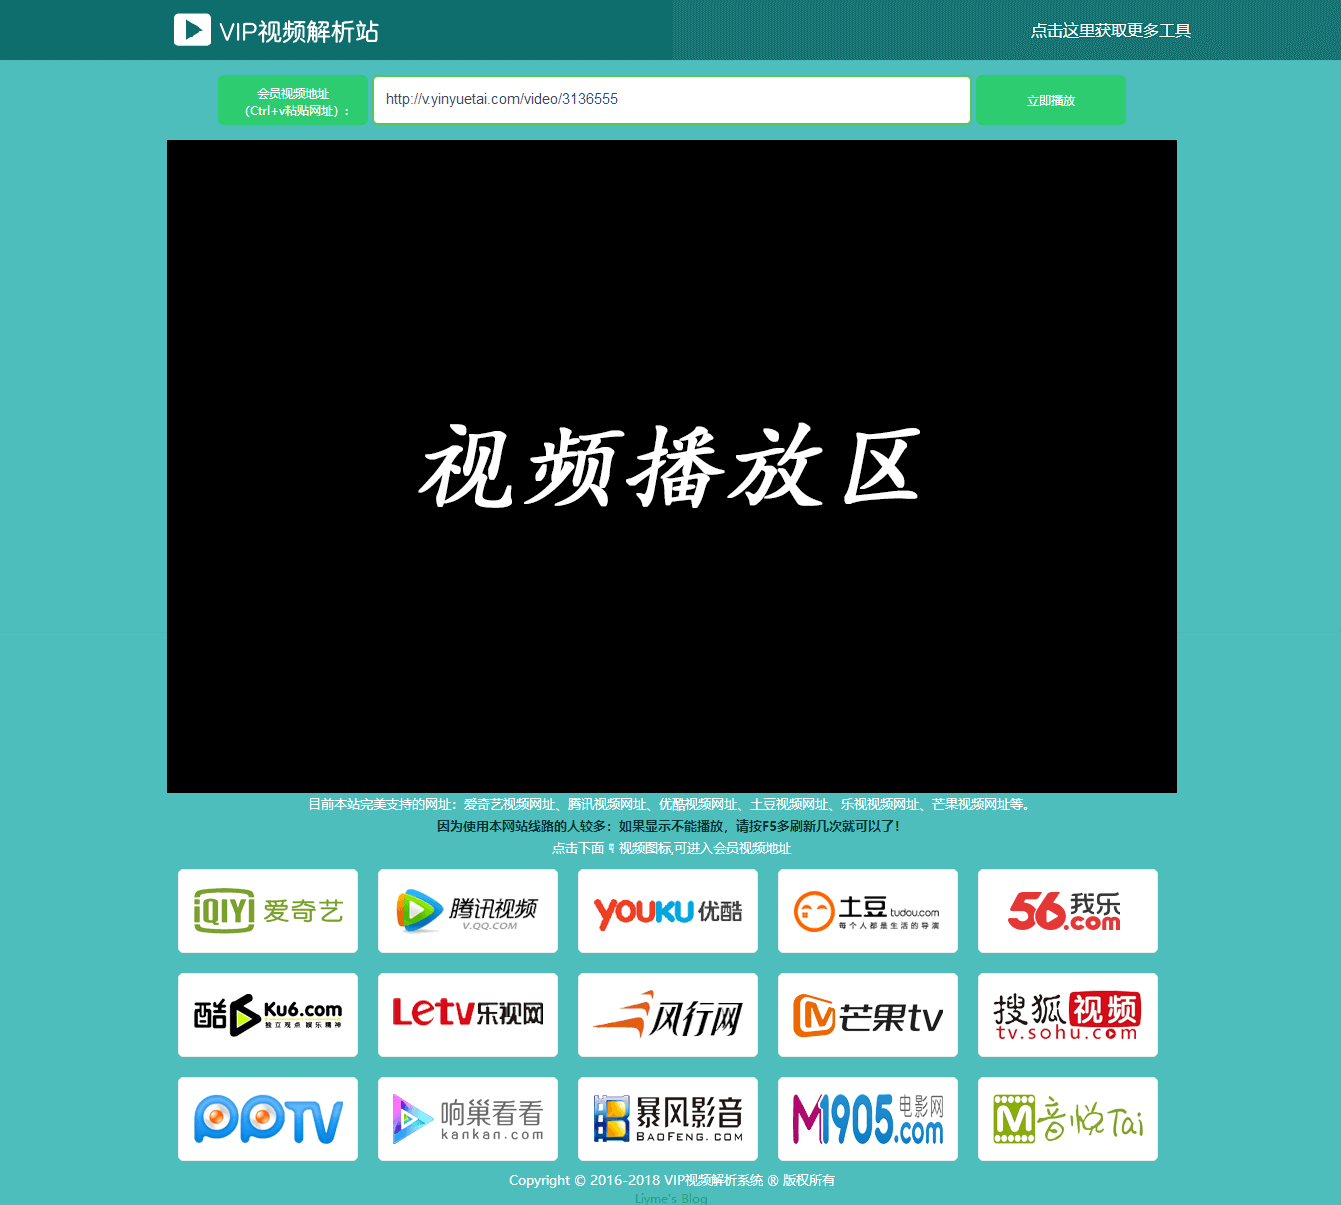 VIP视频解析站
点击这里获取更多工具
会员视频地址
（Ctrl+v粘贴网址）:
http://v.yinyuetai.com/video/3136555
立即播放
视频播放区
目前本站完美支持的网址：爱奇艺视频网址、腾讯视频网址、优酷视频网址、土豆视频网址、乐视视频网址、芒果视频网址等。
因为使用本网站线路的人较多：如果显示不能播放，请按F5多刷新几次就可以了！
点击下面☟视频图标,可进入会员视频地址
iQIYI 爱奇艺
腾讯视频
V.QQ.COM
YOUKU 优酷
土豆 tudou.com
每个人都是生活的导演
56.com 我乐
酷6 Ku6.com
独立观点 娱乐精神
Letv乐视网
风行网
芒果tv
搜狐视频
tv.sohu.com
PPTV
响巢看看
kankan.com
暴风影音
BAOFENG.COM
M1905.com 电影网
音悦Tai
Copyright © 2016-2018 VIP视频解析系统 ® 版权所有
Liyme's Blog